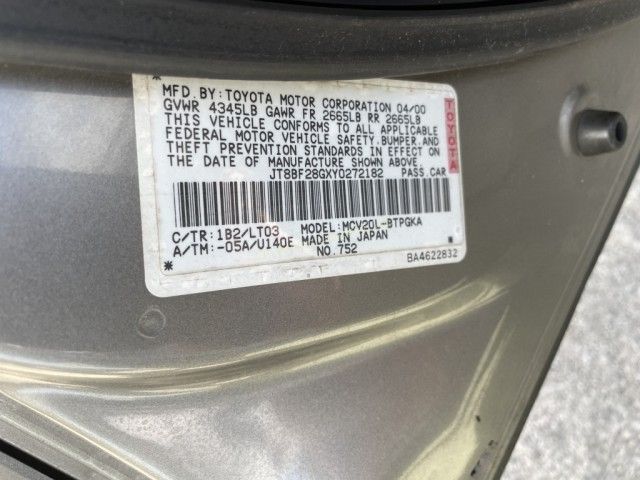 MFD. BY: TOYOTA MOTOR CORPORATION 04/00
GVWR 4345LB GAWR FR 2665LB RR 2665LB
THIS VEHICLE CONFORMS TO ALL APPLICABLE
FEDERAL MOTOR VEHICLE SAFETY, BUMPER, AND
THEFT PREVENTION STANDARDS IN EFFECT ON
THE DATE OF MANUFACTURE SHOWN ABOVE.
JT8BF28GXY0272182 PASS. CAR
TOYOTA
C/TR: 1B2/LT03 MODEL: MCV20L-BTPGKA
A/TM: -05A/U140E MADE IN JAPAN
NO. 752
BA4622832